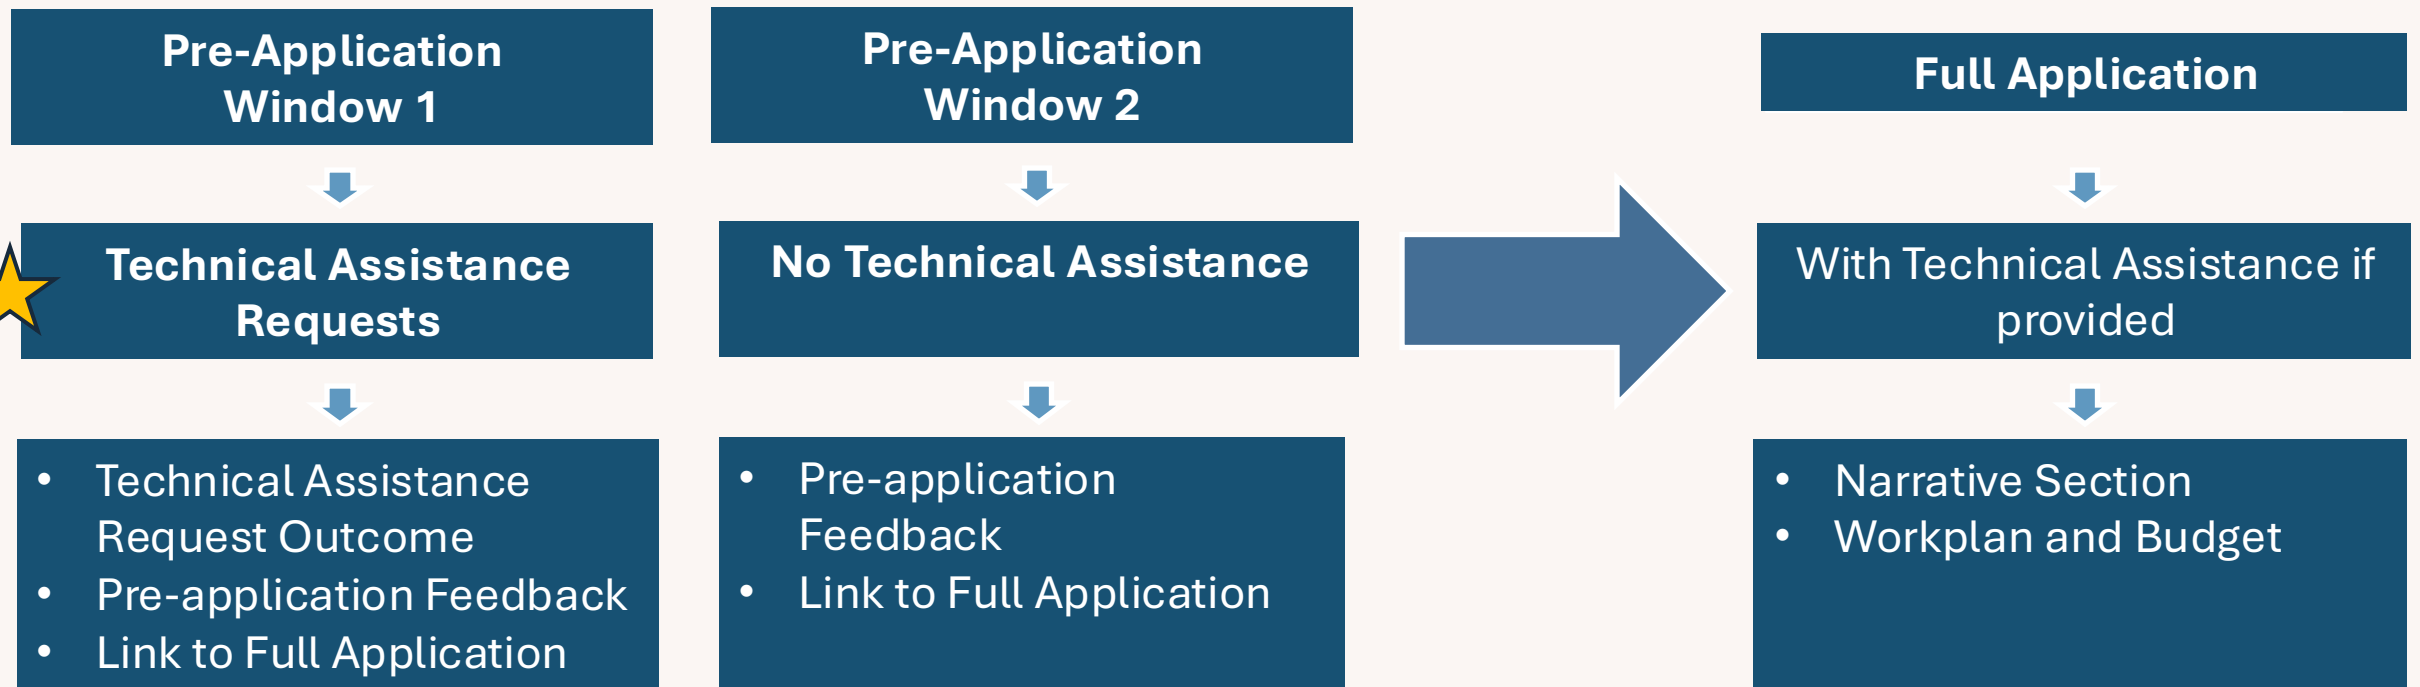 Pre-Application
Window 1
Technical Assistance
Requests
• Technical Assistance
Request Outcome
• Pre-application Feedback
• Link to Full Application
Pre-Application
Window 2
No Technical Assistance
• Pre-application
Feedback
• Link to Full Application
Full Application
With Technical Assistance if
provided
• Narrative Section
• Workplan and Budget